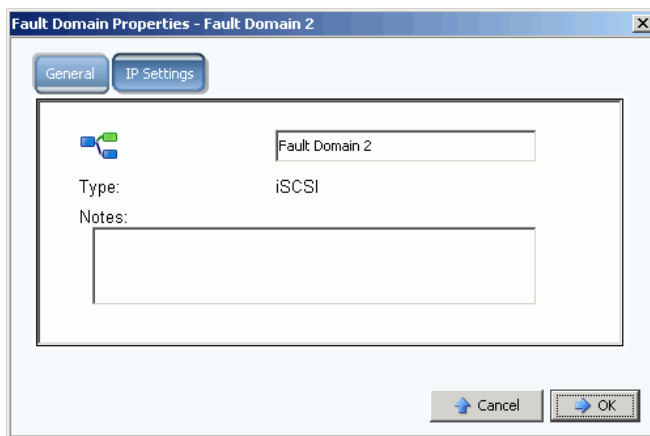 Fault Domain Properties - Fault Domain 2
General
IP Settings
Fault Domain 2
Type: iSCSI
Notes:
Cancel
OK